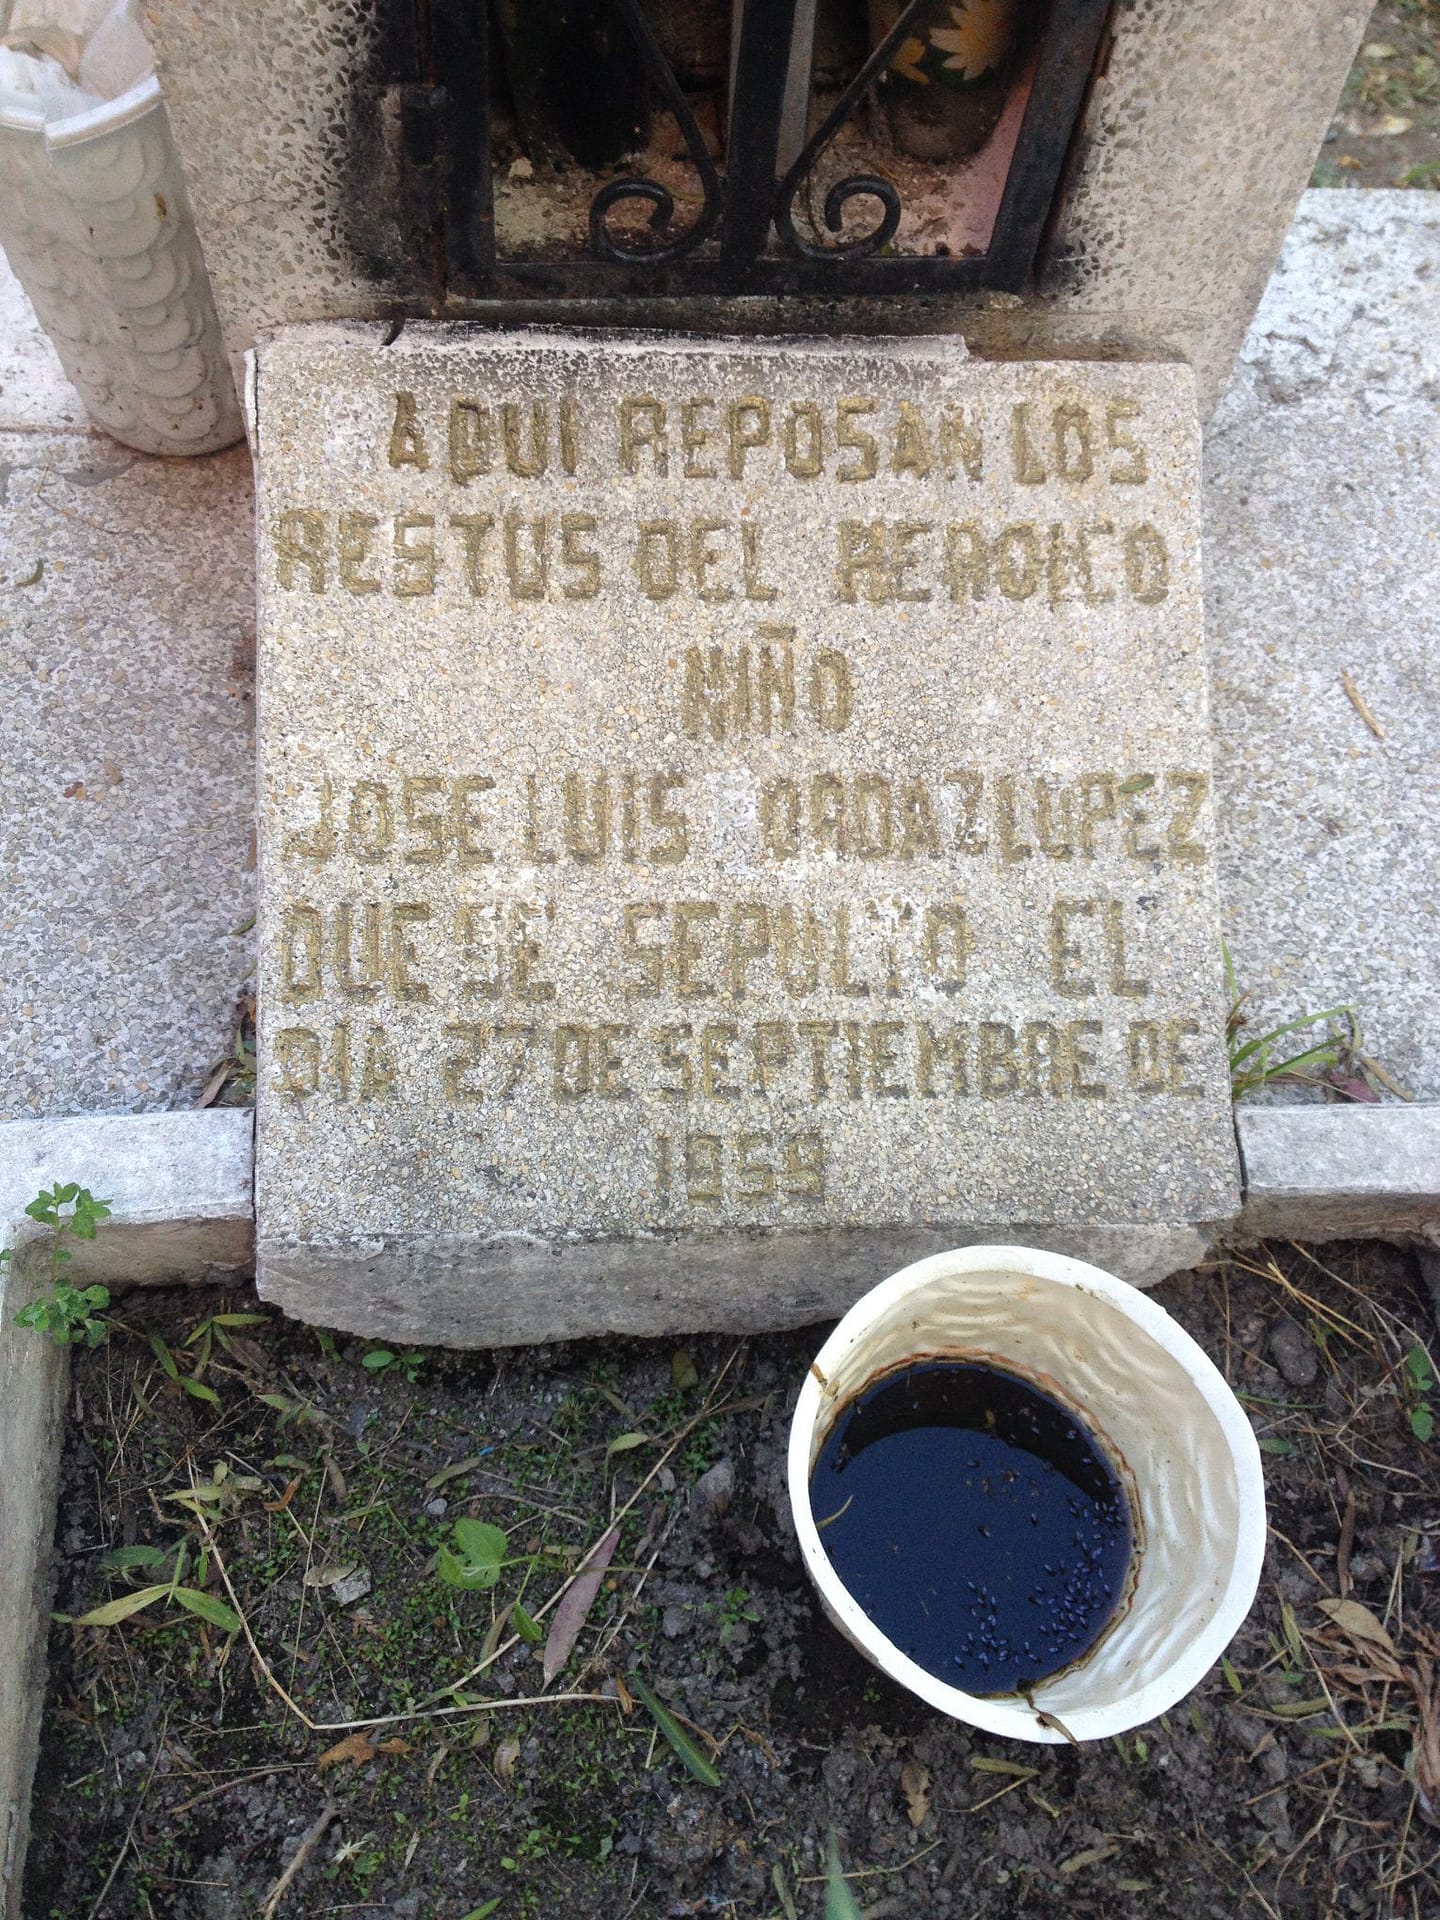 AQUI REPOSAN LOS
RESTOS DEL HEROICO
NIÑO
JOSE LUIS ORDAZ LOPEZ
QUE SE SEPULTO EL
DIA 27 DE SEPTIEMBRE DE
1959